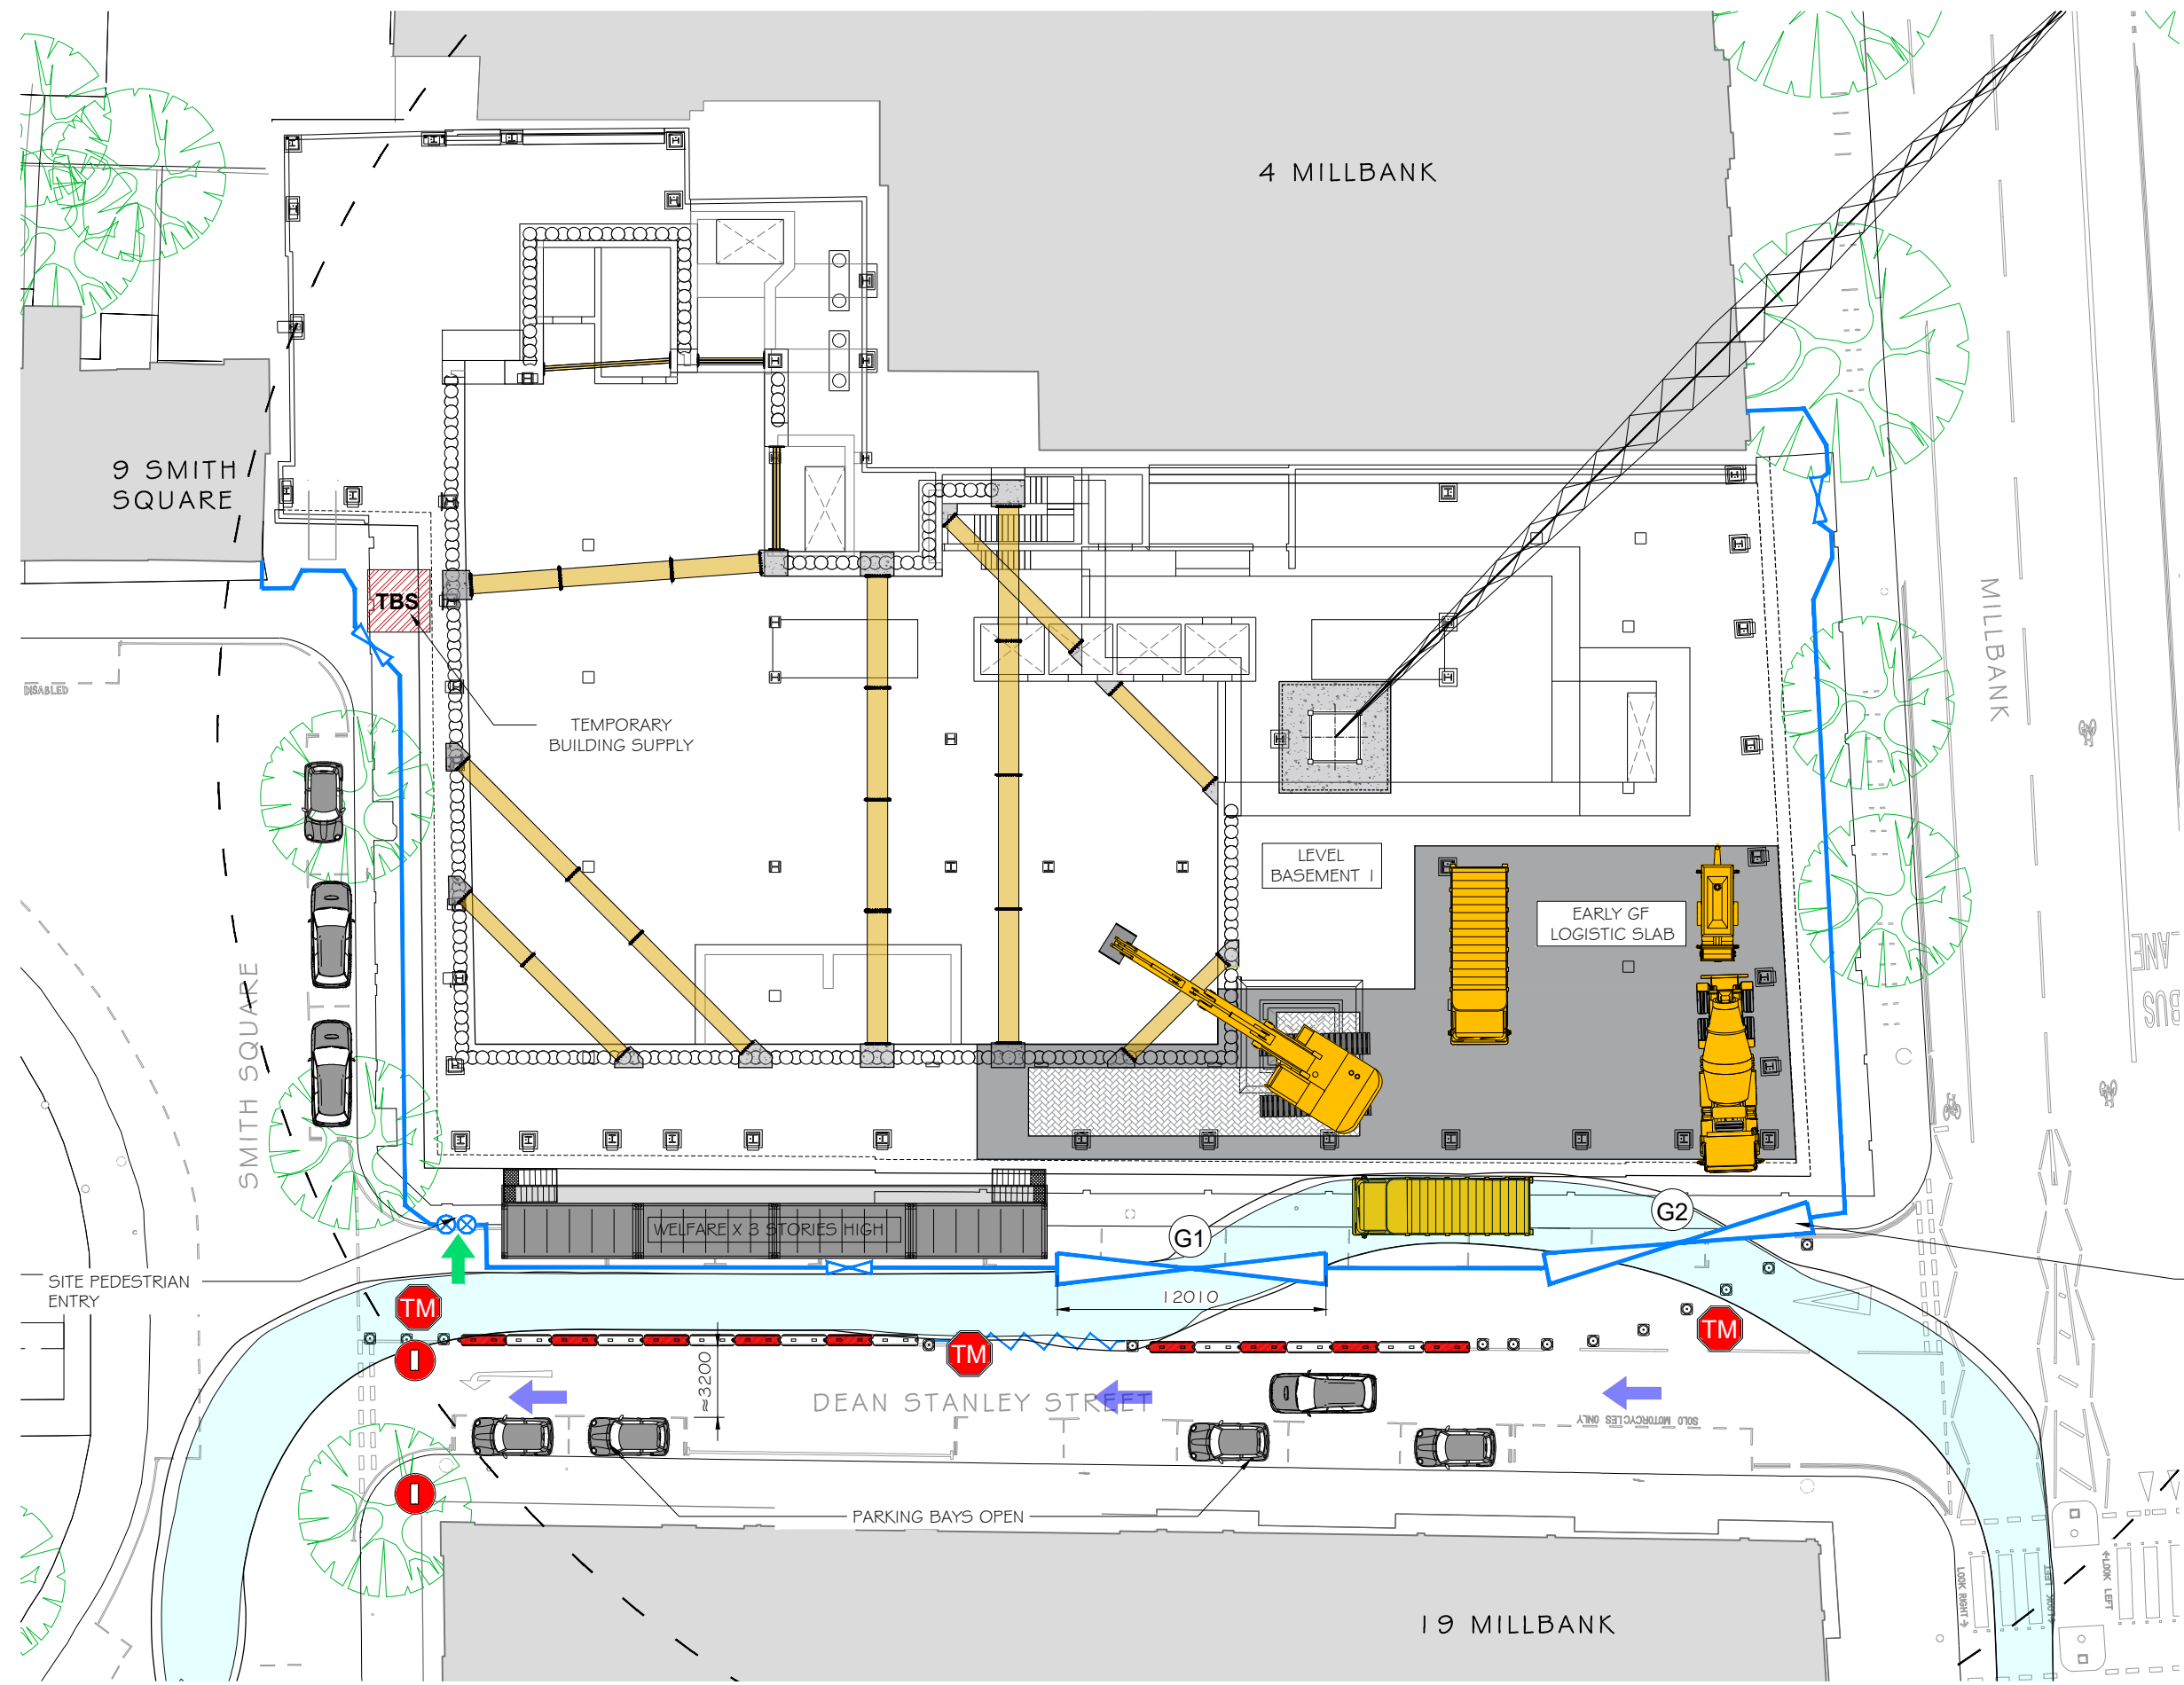 4 MILLBANK
9 SMITH
SQUARE
TBS
DISABLED
MILLBANK
TEMPORARY
BUILDING SUPPLY
LEVEL
BASEMENT 1
EARLY GF
LOGISTIC SLAB
LANE
BUS
SMITH SQUARE
WELFARE X 3 STORIES HIGH
G1
G2
SITE PEDESTRIAN
ENTRY
12010
TM
TM
TM
≈3200
DEAN STANLEY STREET
SOLO MOTORCYCLES ONLY
PARKING BAYS OPEN
19 MILLBANK
LOOK RIGHT→
LOOK LEFT→
←LOOK LEFT